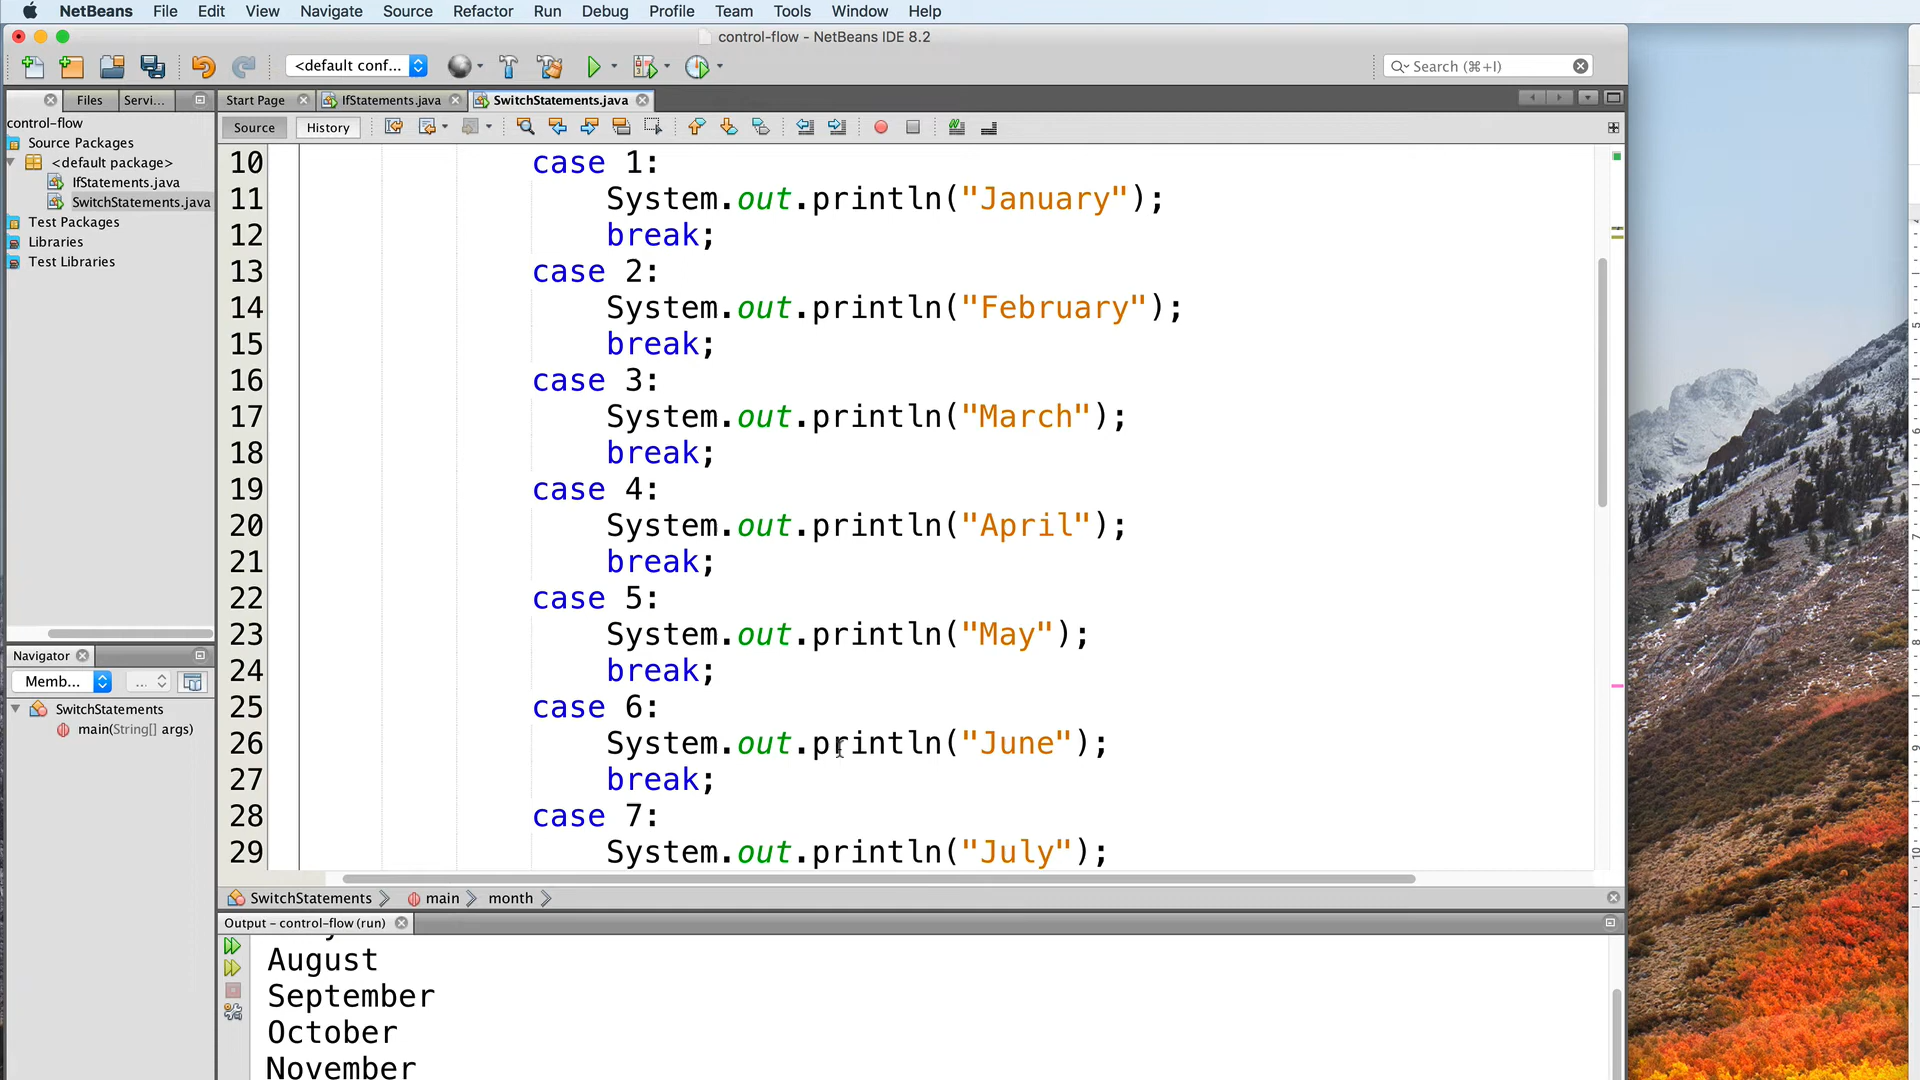 NetBeans File Edit View Navigate Source Refactor Run Debug Profile Team Tools Window Help
control-flow - NetBeans IDE 8.2
<default conf...
Search (⌘+I)
Files Servi...
Start Page IfStatements.java SwitchStatements.java
Source History
control-flow
Source Packages
<default package>
IfStatements.java
SwitchStatements.java
Test Packages
Libraries
Test Libraries
10 case 1:
11 System.out.println("January");
12 break;
13 case 2:
14 System.out.println("February");
15 break;
16 case 3:
17 System.out.println("March");
18 break;
19 case 4:
20 System.out.println("April");
21 break;
22 case 5:
23 System.out.println("May");
24 break;
25 case 6:
26 System.out.println("June");
27 break;
28 case 7:
29 System.out.println("July");
Navigator
Memb... ...
SwitchStatements
main(String[] args)
SwitchStatements main month
Output - control-flow (run)
August
September
October
November